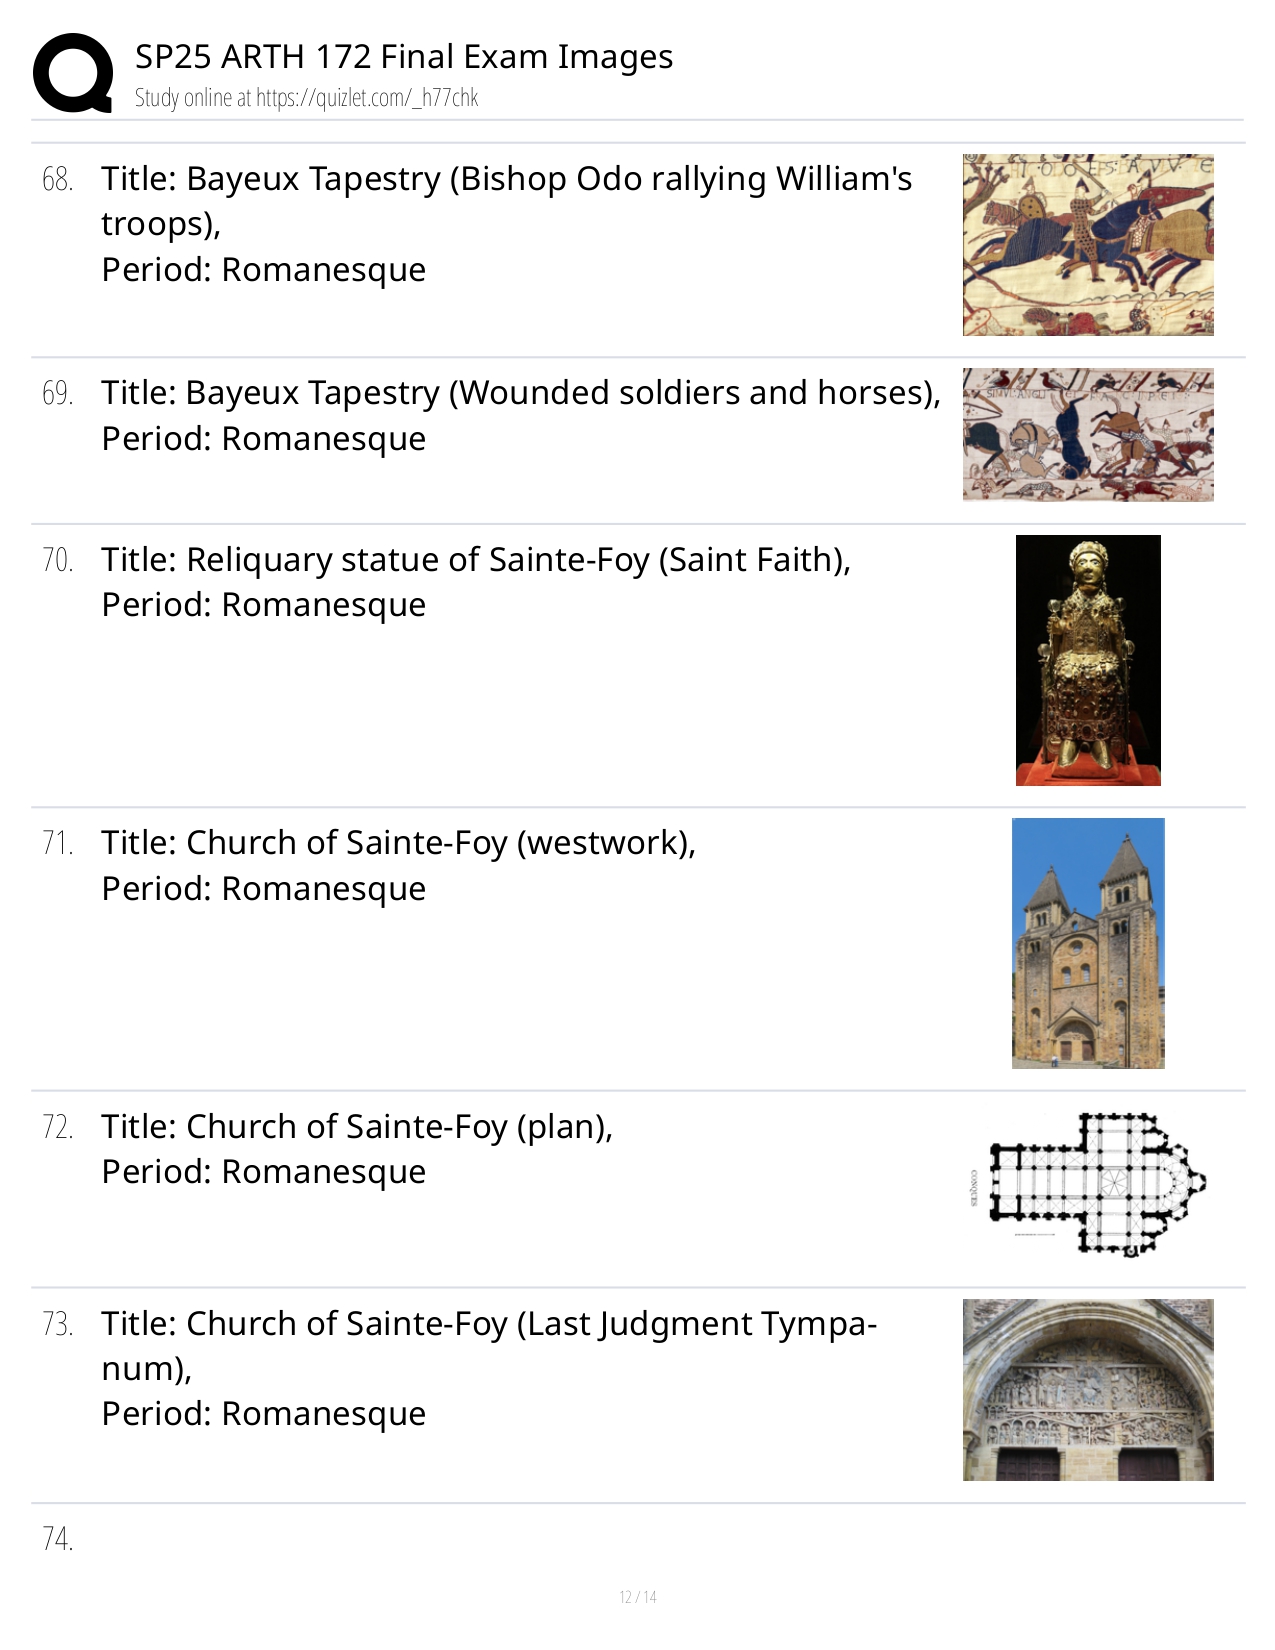 SP25 ARTH 172 Final Exam Images
Study online at https://quizlet.com/_h77chk
68. Title: Bayeux Tapestry (Bishop Odo rallying William's
troops),
Period: Romanesque
69. Title: Bayeux Tapestry (Wounded soldiers and horses),
Period: Romanesque
70. Title: Reliquary statue of Sainte-Foy (Saint Faith),
Period: Romanesque
71. Title: Church of Sainte-Foy (westwork),
Period: Romanesque
72. Title: Church of Sainte-Foy (plan),
Period: Romanesque
CONQUES
73. Title: Church of Sainte-Foy (Last Judgment Tympa-
num),
Period: Romanesque
74.
12 / 14